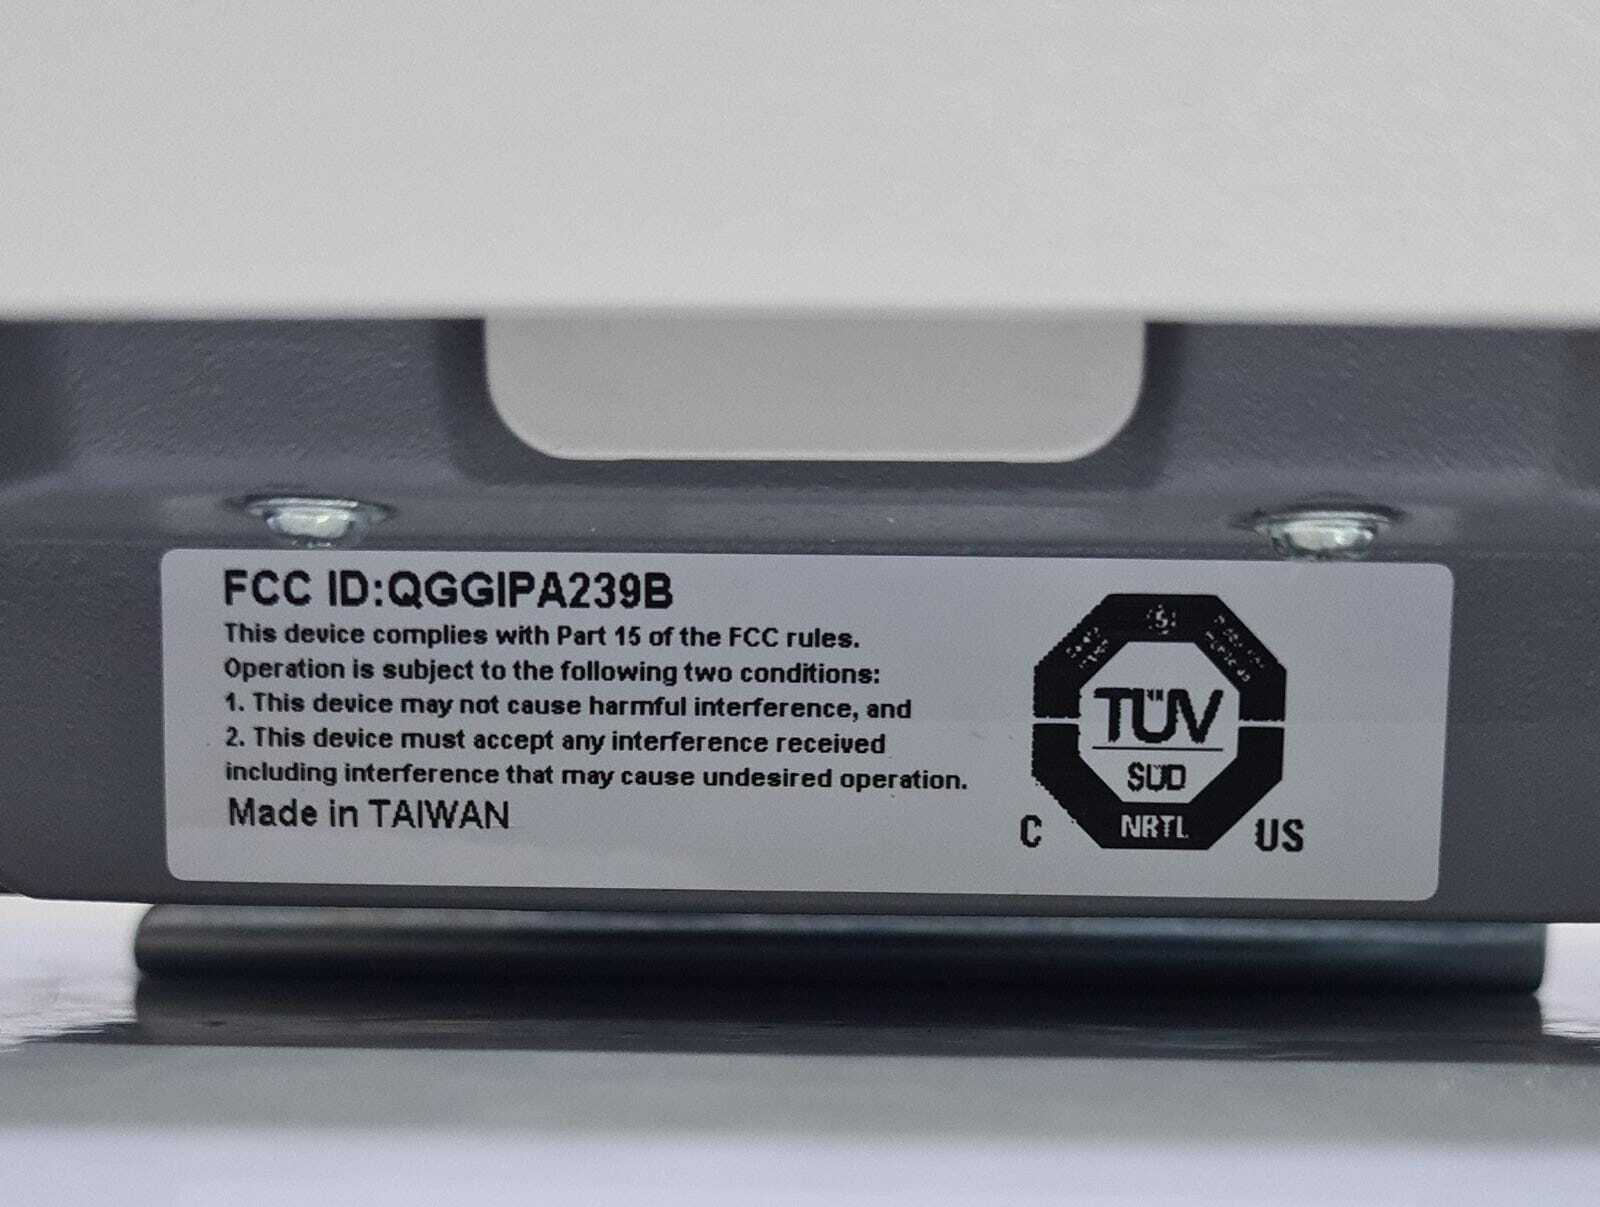 FCC ID:QGGIPA239B
This device complies with Part 15 of the FCC rules.
Operation is subject to the following two conditions:
1. This device may not cause harmful interference, and
2. This device must accept any interference received
including interference that may cause undesired operation.
Made in TAIWAN
TÜV
SÜD
C NRTL US